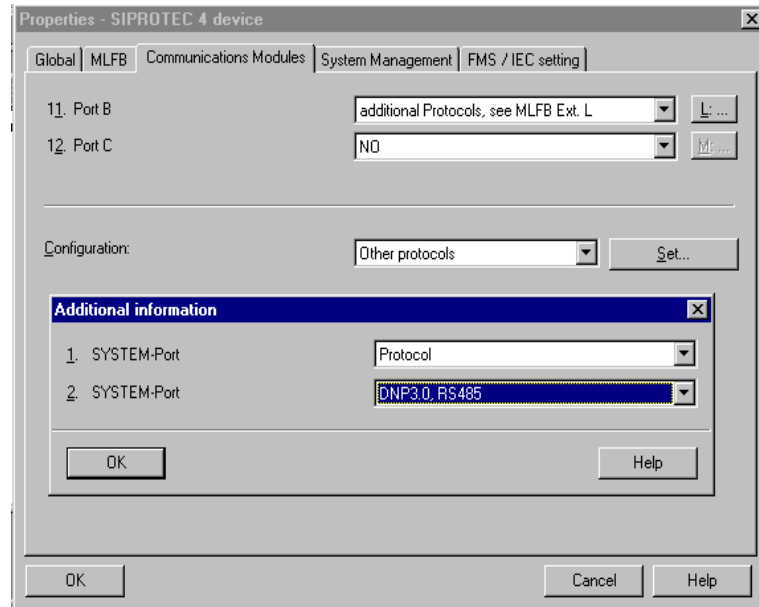 Properties - SIPROTEC 4 device
Global MLFB Communications Modules System Management FMS / IEC setting
11. Port B additional Protocols, see MLFB Ext. L L: ...
12. Port C NO M: ...
Configuration: Other protocols Set...
Additional information
1. SYSTEM-Port Protocol
2. SYSTEM-Port DNP3.0, RS485
OK Help
OK Cancel Help